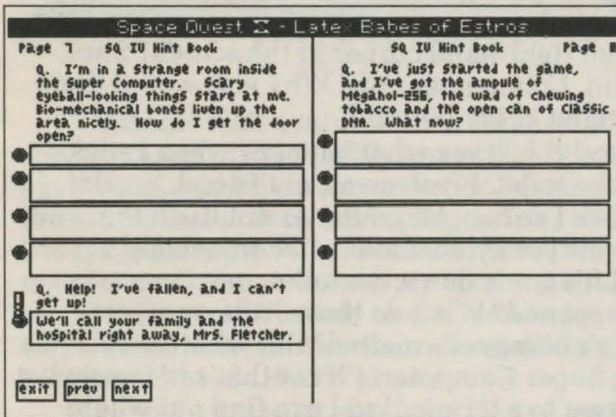 Space Quest X - Latex Babes of Estros
Page
SQ IV Hint Book
Q. I'm in a strange room inside
the Super Computer. Scary
eyeball-looking things stare at me.
Bio-mechanical bones liven up the
area nicely. How do I get the door
open?
Help! I've fallen, and I can't
get up!
We'll call your family and the
hospital right away, Mrs. Fletcher.
exit prev next
SQ IV Hint Book
Page
Q. I've just started the game,
and I've got the ampule of
Megahol-256, the wad of chewing
tobacco and the open can of Classic
DNA. What now?